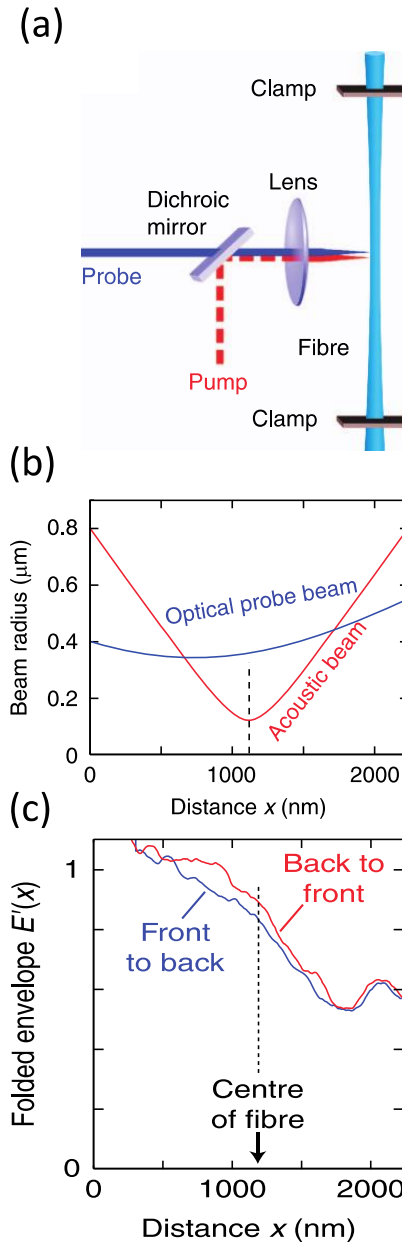 (a)
Clamp
Lens
Dichroic
mirror
Probe
Fibre
Pump
Clamp
(b)
0.8
0.6
0.4
0.2
0
Beam radius (μm)
Optical probe beam
Acoustic beam
0
1000
2000
Distance x (nm)
(c)
1
0
Folded envelope E′(x)
Back to
front
Front
to back
Centre
of fibre
0
1000
2000
Distance x (nm)